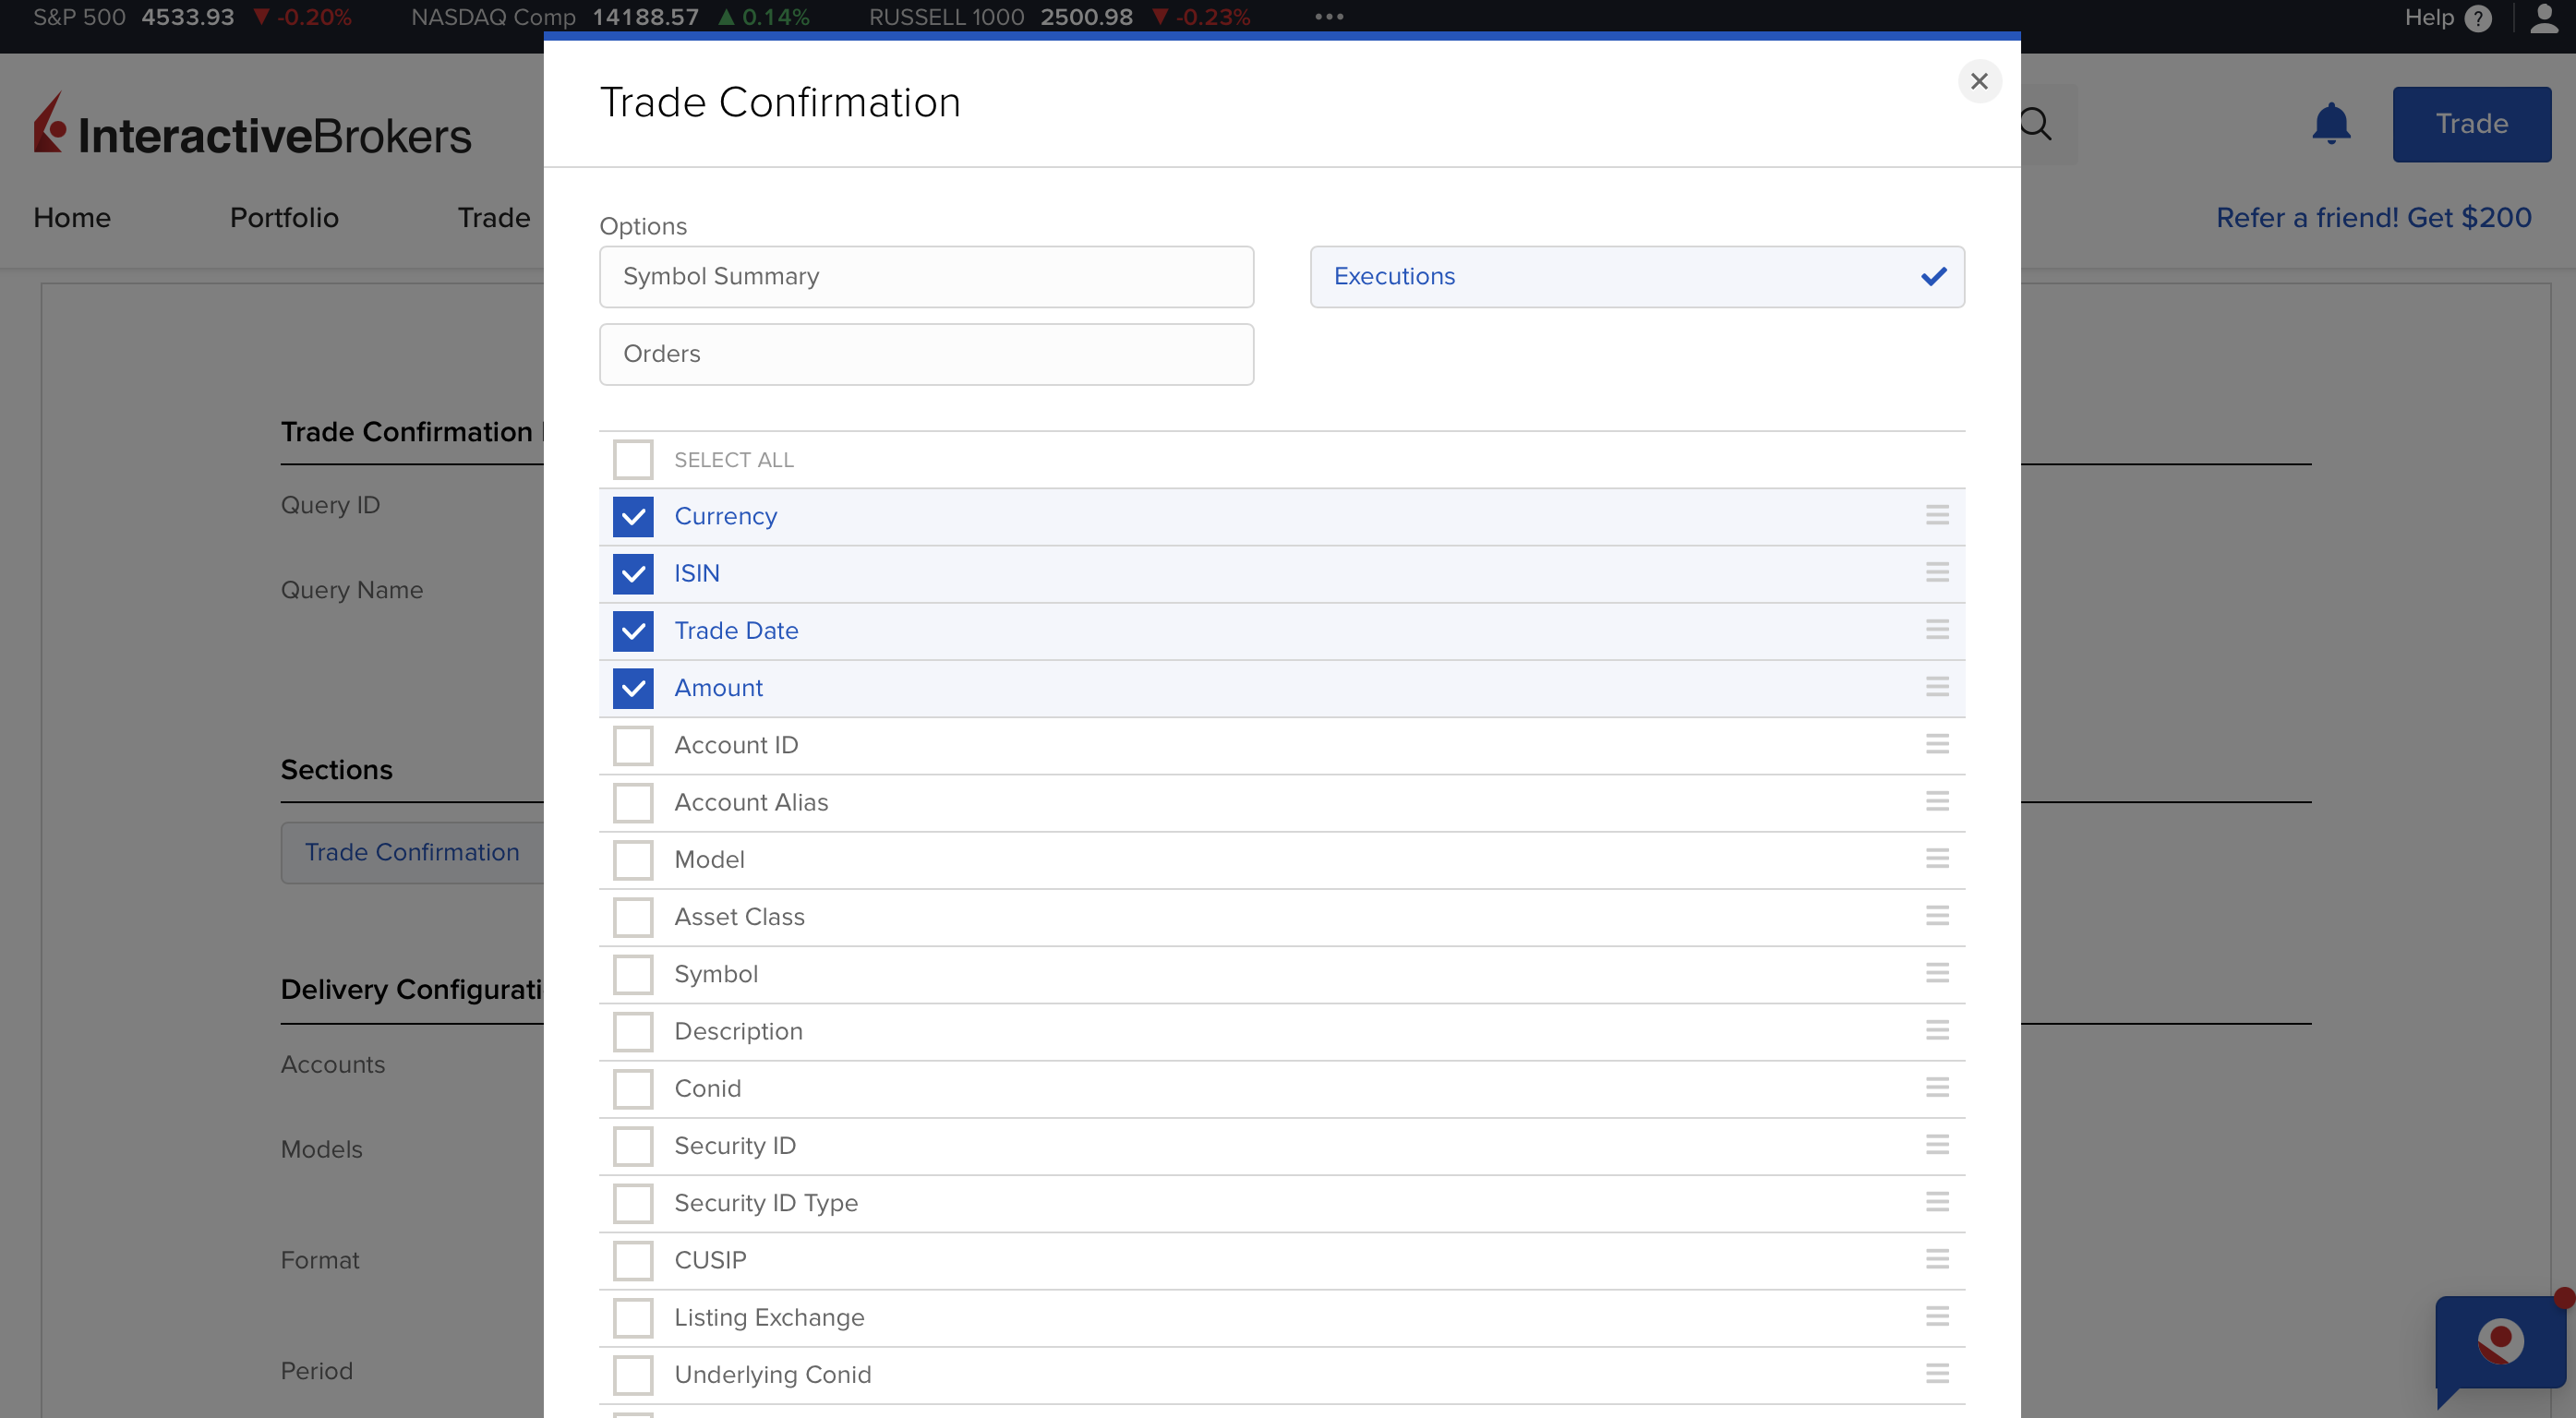 S&P 500 4533.93 ▼ -0.20% NASDAQ Comp 14188.57 ▲ 0.14% RUSSELL 1000 2500.98 ▼ -0.23% ••• Help ?
Trade Confirmation
InteractiveBrokers
Trade
Home Portfolio Trade
Refer a friend! Get $200
Options
Symbol Summary
Executions
Orders
Trade Confirmation
Query ID
Query Name
Sections
Trade Confirmation
Delivery Configurati
Accounts
Models
Format
Period
SELECT ALL
Currency
ISIN
Trade Date
Amount
Account ID
Account Alias
Model
Asset Class
Symbol
Description
Conid
Security ID
Security ID Type
CUSIP
Listing Exchange
Underlying Conid